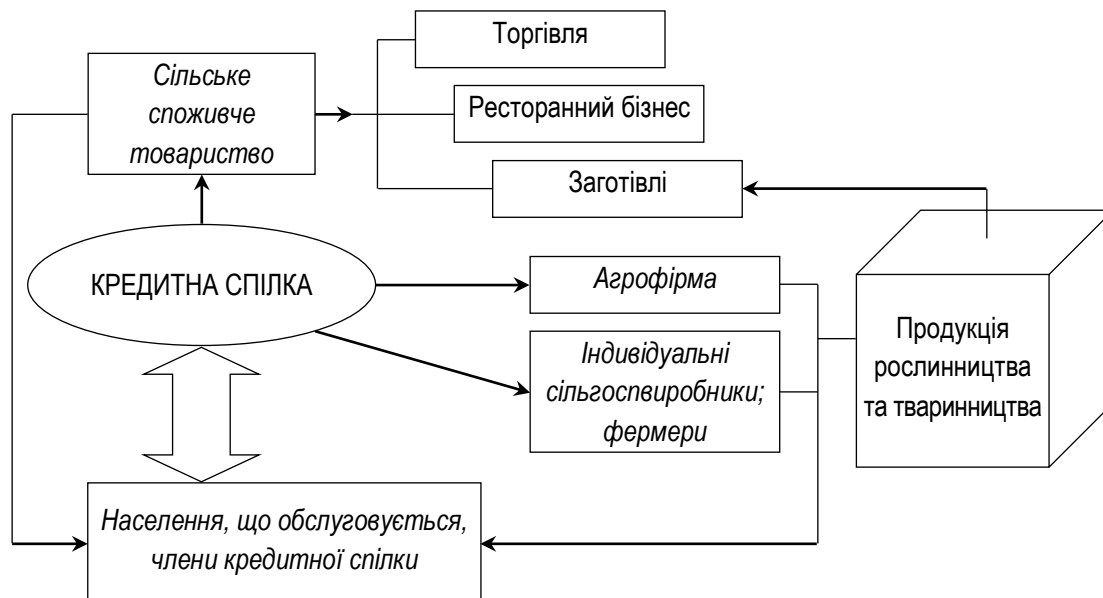 Торгівля
Сільське
споживче
товариство
Ресторанний бізнес
Заготівлі
КРЕДИТНА СПІЛКА
Агрофірма
Індивідуальні
сільгоспвиробники;
фермери
Продукція
рослинництва
та тваринництва
Населення, що обслуговується,
члени кредитної спілки